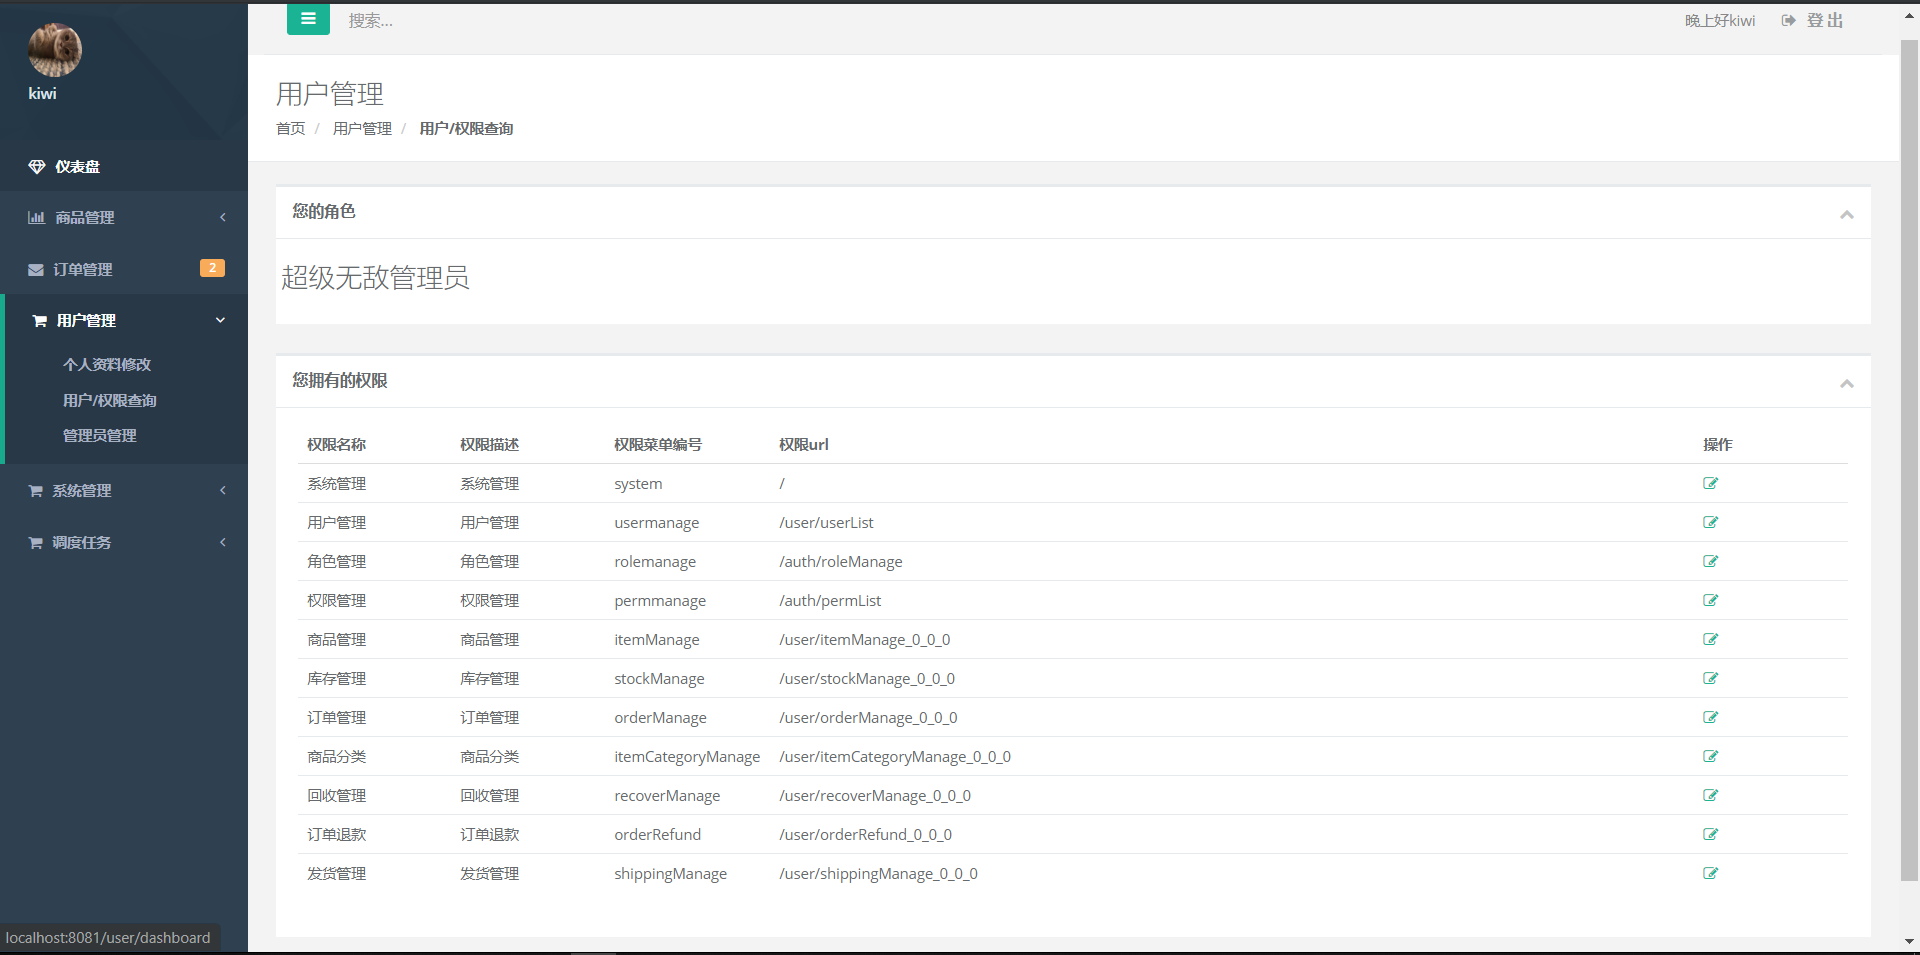 搜索...
晚上好kiwi
登出
kiwi
仪表盘
商品管理
订单管理 2
用户管理
个人资料修改
用户/权限查询
管理员管理
系统管理
调度任务
用户管理
首页 / 用户管理 / 用户/权限查询
您的角色
超级无敌管理员
您拥有的权限
权限名称 权限描述 权限菜单编号 权限url 操作
系统管理 系统管理 system /
用户管理 用户管理 usermanage /user/userList
角色管理 角色管理 rolemanage /auth/roleManage
权限管理 权限管理 permmanage /auth/permList
商品管理 商品管理 itemManage /user/itemManage_0_0_0
库存管理 库存管理 stockManage /user/stockManage_0_0_0
订单管理 订单管理 orderManage /user/orderManage_0_0_0
商品分类 商品分类 itemCategoryManage /user/itemCategoryManage_0_0_0
回收管理 回收管理 recoverManage /user/recoverManage_0_0_0
订单退款 订单退款 orderRefund /user/orderRefund_0_0_0
发货管理 发货管理 shippingManage /user/shippingManage_0_0_0
localhost:8081/user/dashboard